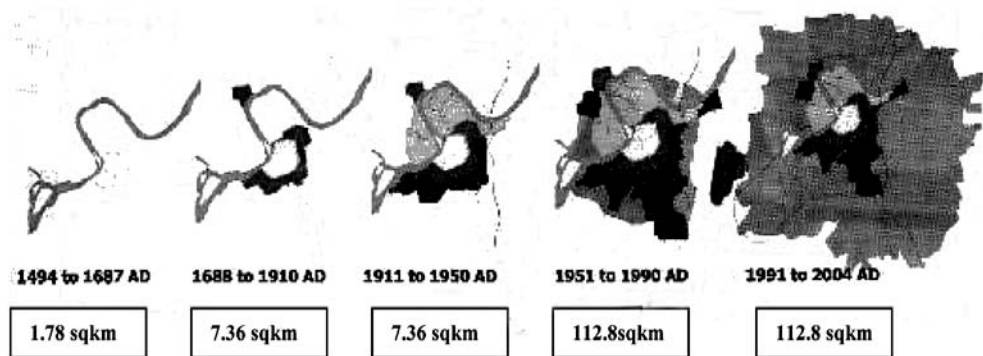 1494 to 1687 AD
1688 to 1910 AD
1911 to 1950 AD
1951 to 1990 AD
1991 to 2004 AD
1.78 sqkm
7.36 sqkm
7.36 sqkm
112.8sqkm
112.8 sqkm